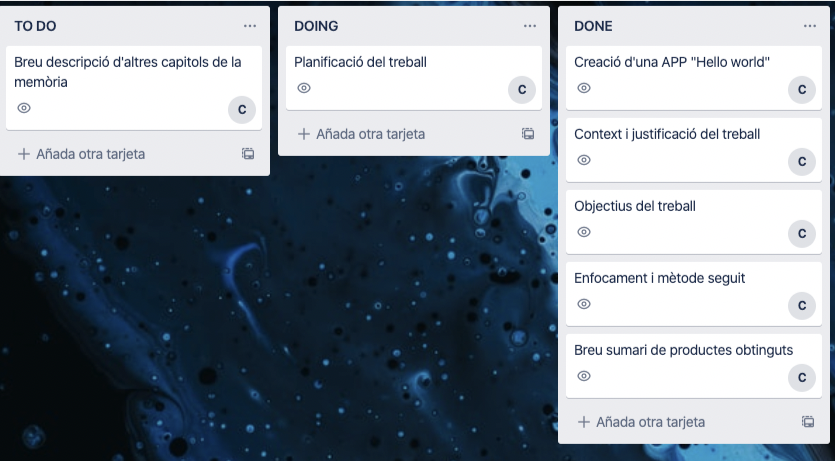 TO DO
Breu descripció d'altres capitols de la
memòria
C
Añada otra tarjeta
DOING
Planificació del treball
C
Añada otra tarjeta
DONE
Creació d'una APP "Hello world"
C
Context i justificació del treball
C
Objectius del treball
C
Enfocament i mètode seguit
C
Breu sumari de productes obtinguts
C
Añada otra tarjeta